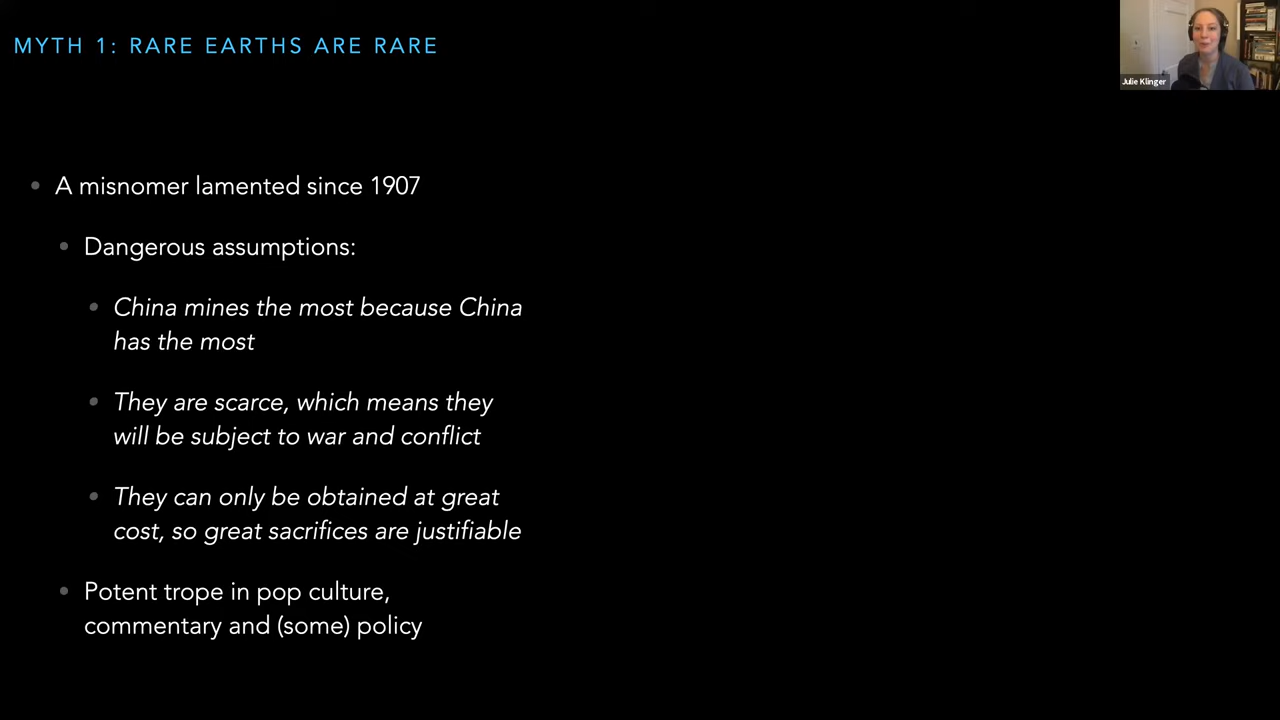 MYTH 1: RARE EARTHS ARE RARE
Julie Klinger
• A misnomer lamented since 1907
• Dangerous assumptions:
• China mines the most because China
has the most
• They are scarce, which means they
will be subject to war and conflict
• They can only be obtained at great
cost, so great sacrifices are justifiable
• Potent trope in pop culture,
commentary and (some) policy